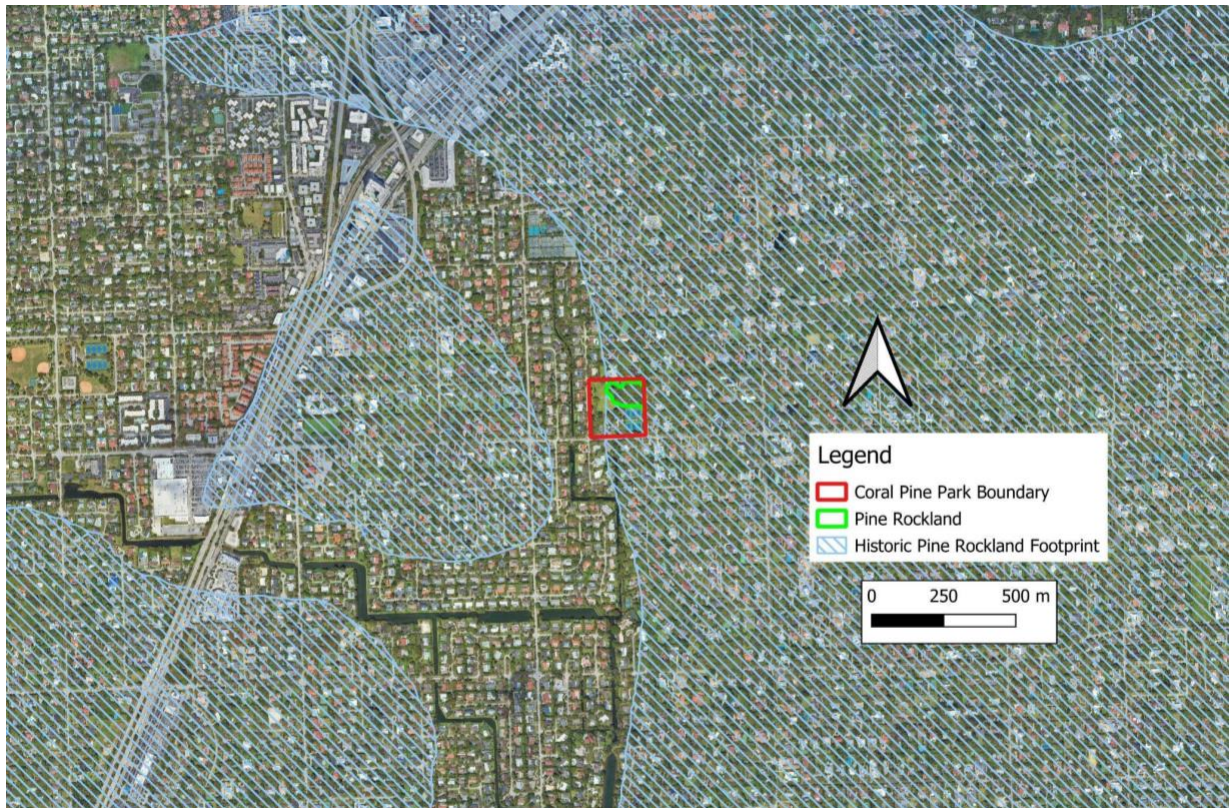 Legend
Coral Pine Park Boundary
Pine Rockland
Historic Pine Rockland Footprint
0 250 500 m